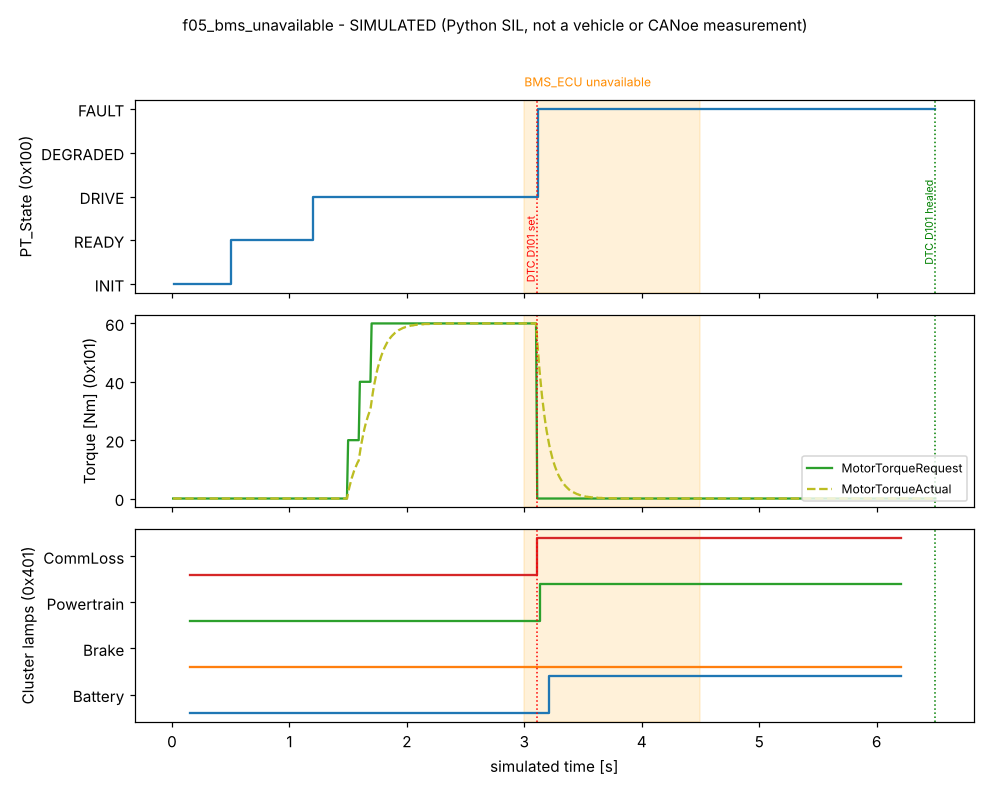 f05_bms_unavailable - SIMULATED (Python SIL, not a vehicle or CANoe measurement)
BMS_ECU unavailable
PT_State (0x100)
FAULT
DEGRADED
DRIVE
READY
INIT
DTC D101 set
DTC D101 healed
Torque [Nm] (0x101)
60
40
20
0
MotorTorqueRequest
MotorTorqueActual
Cluster lamps (0x401)
CommLoss
Powertrain
Brake
Battery
0 1 2 3 4 5 6
simulated time [s]